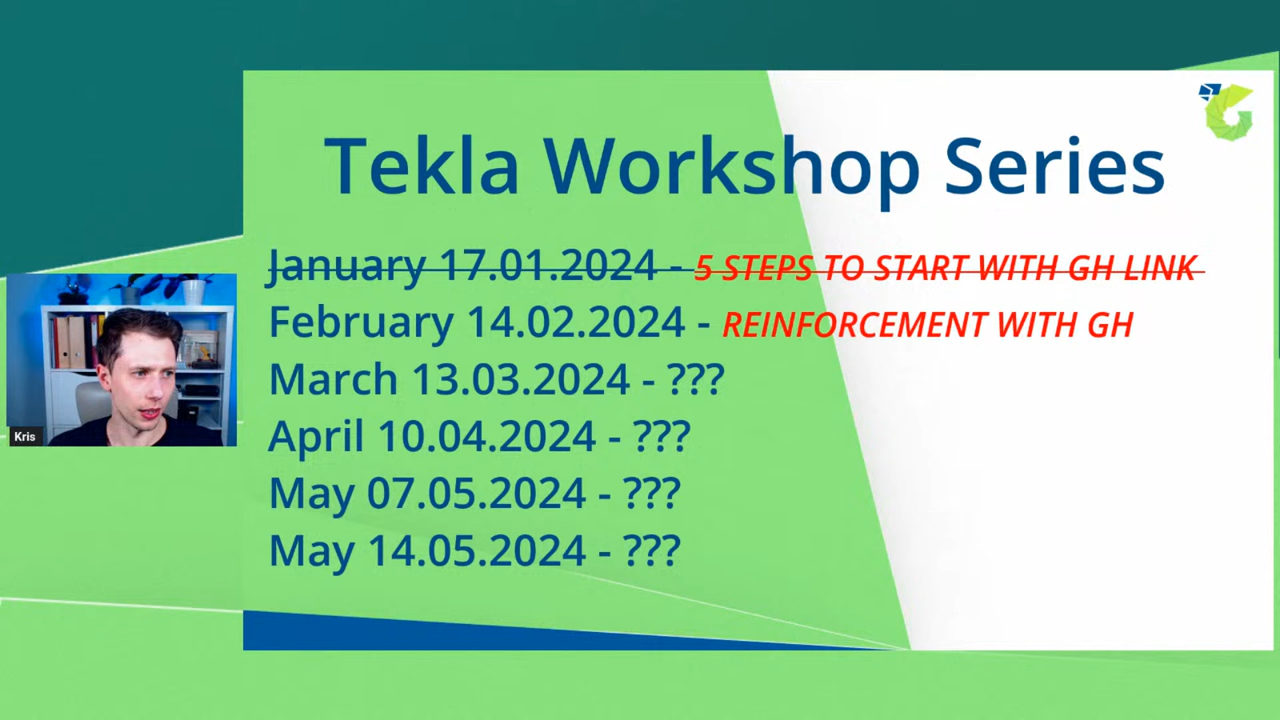 Tekla Workshop Series
January 17.01.2024 - 5 STEPS TO START WITH GH LINK
February 14.02.2024 - REINFORCEMENT WITH GH
March 13.03.2024 - ???
April 10.04.2024 - ???
May 07.05.2024 - ???
May 14.05.2024 - ???
Kris